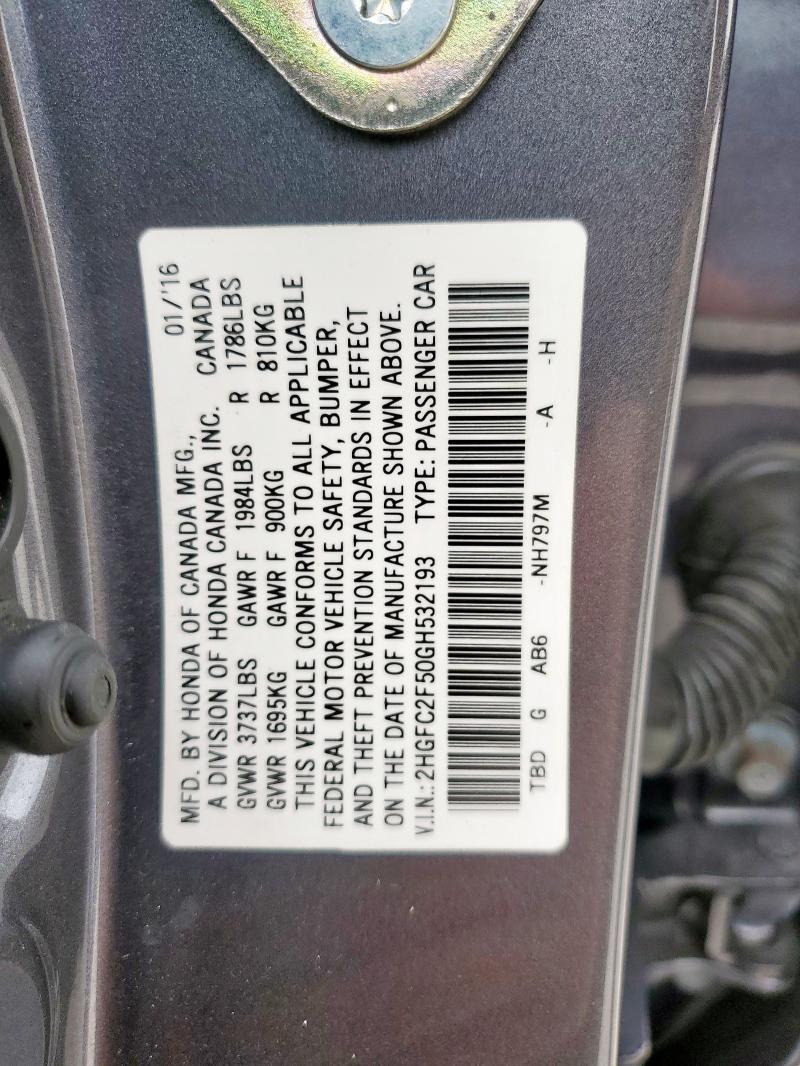 MFD. BY HONDA OF CANADA MFG., 01/'16
A DIVISION OF HONDA CANADA INC. CANADA
GVWR 3737LBS GAWR F 1984LBS R 1786LBS
GVWR 1695KG GAWR F 900KG R 810KG
THIS VEHICLE CONFORMS TO ALL APPLICABLE
FEDERAL MOTOR VEHICLE SAFETY, BUMPER,
AND THEFT PREVENTION STANDARDS IN EFFECT
ON THE DATE OF MANUFACTURE SHOWN ABOVE.
V.I.N.: 2HGFC2F50GH532193 TYPE: PASSENGER CAR
TBD G AB6 -NH797M -A -H